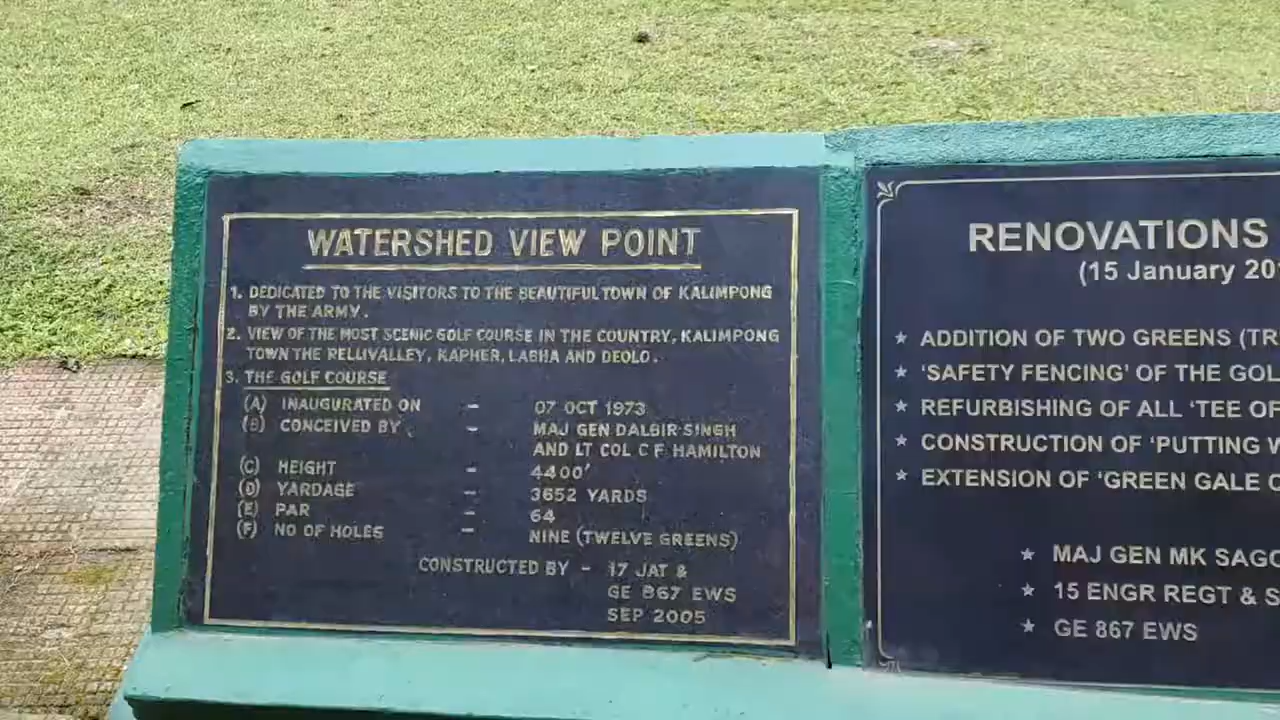 WATERSHED VIEW POINT
1. DEDICATED TO THE VISITORS TO THE BEAUTIFUL TOWN OF KALIMPONG
BY THE ARMY.
2. VIEW OF THE MOST SCENIC GOLF COURSE IN THE COUNTRY, KALIMPONG
TOWN THE RELLIVALLEY, KAPHER, LABHA AND DEOLO.
3. THE GOLF COURSE
(A) INAUGURATED ON - 07 OCT 1973
(B) CONCEIVED BY - MAJ GEN DALBIR SINGH
AND LT COL C F HAMILTON
(C) HEIGHT - 4400'
(D) YARDAGE - 3652 YARDS
(E) PAR - 64
(F) NO OF HOLES - NINE (TWELVE GREENS)
CONSTRUCTED BY - 17 JAT &
GE 867 EWS
SEP 2005
RENOVATIONS
(15 January 20
★ ADDITION OF TWO GREENS (TR
★ ‘SAFETY FENCING’ OF THE GOL
★ REFURBISHING OF ALL ‘TEE OF
★ CONSTRUCTION OF ‘PUTTING
★ EXTENSION OF ‘GREEN GALE
★ MAJ GEN MK SAGO
★ 15 ENGR REGT & S
★ GE 867 EWS